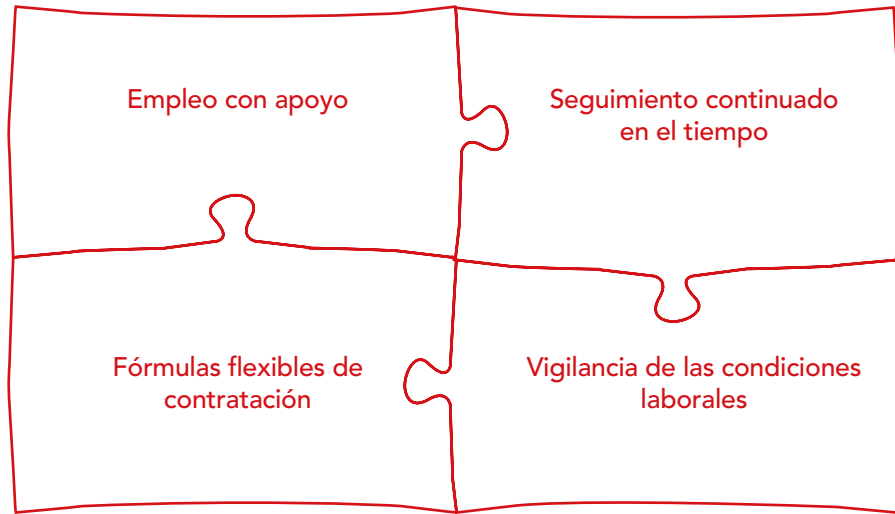 Empleo con apoyo
Seguimiento continuado
en el tiempo
Fórmulas flexibles de
contratación
Vigilancia de las condiciones
laborales